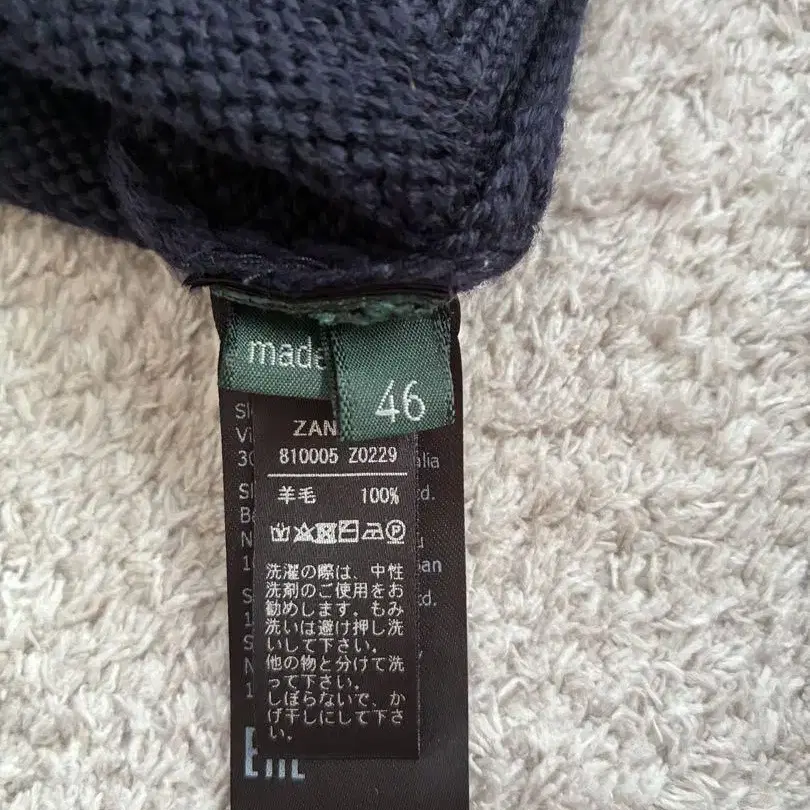 made
46
ZAN
810005 Z0229
羊毛 100%
洗濯の際は、中性
洗剤のご使用をお
勧めします。もみ
洗いは避け押し洗
いして下さい。
他の物と分けて洗
って下さい。
しぼらないで、か
げ干しにして下さ
い。